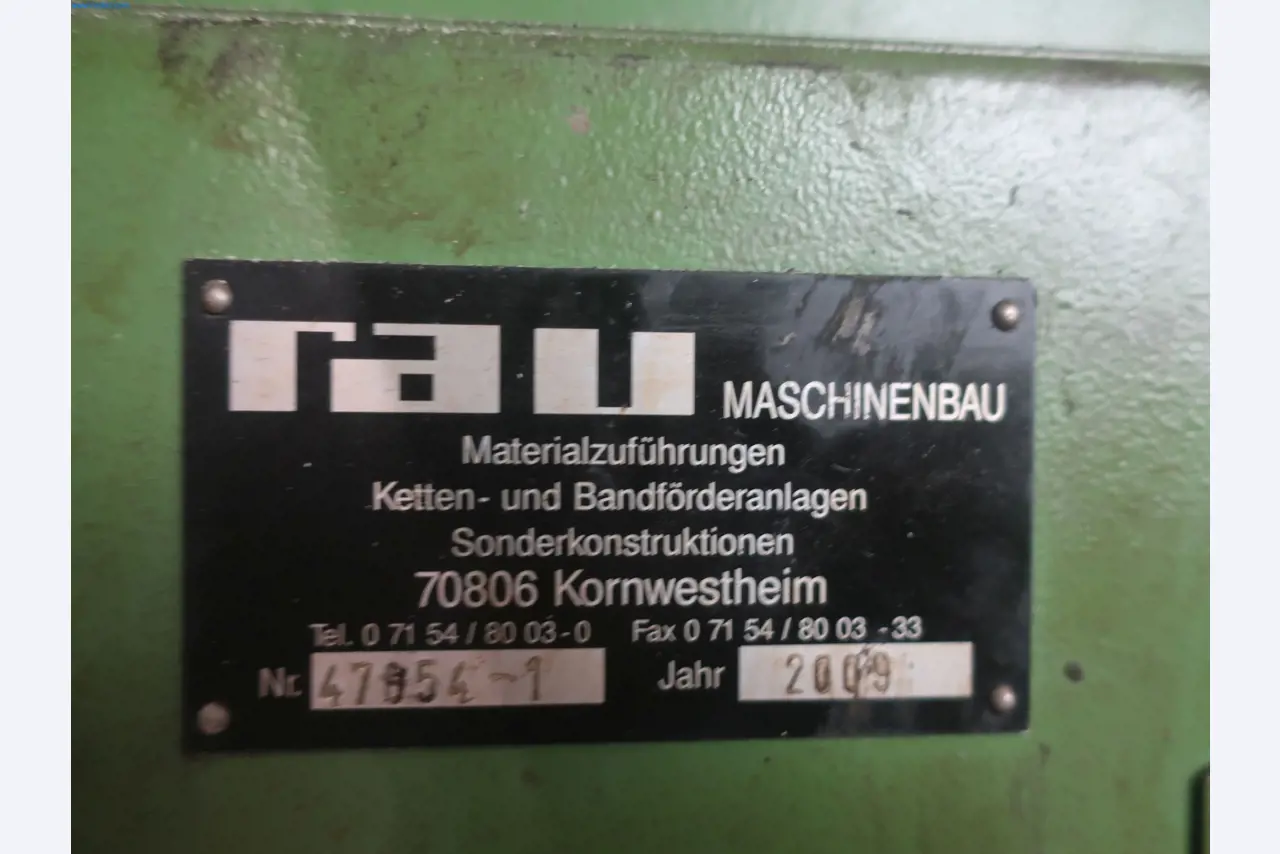 rau MASCHINENBAU
Materialzuführungen
Ketten- und Bandförderanlagen
Sonderkonstruktionen
70806 Kornwestheim
Tel. 0 71 54 / 80 03-0 Fax 0 71 54 / 80 03 -33
Nr. Jahr 2009